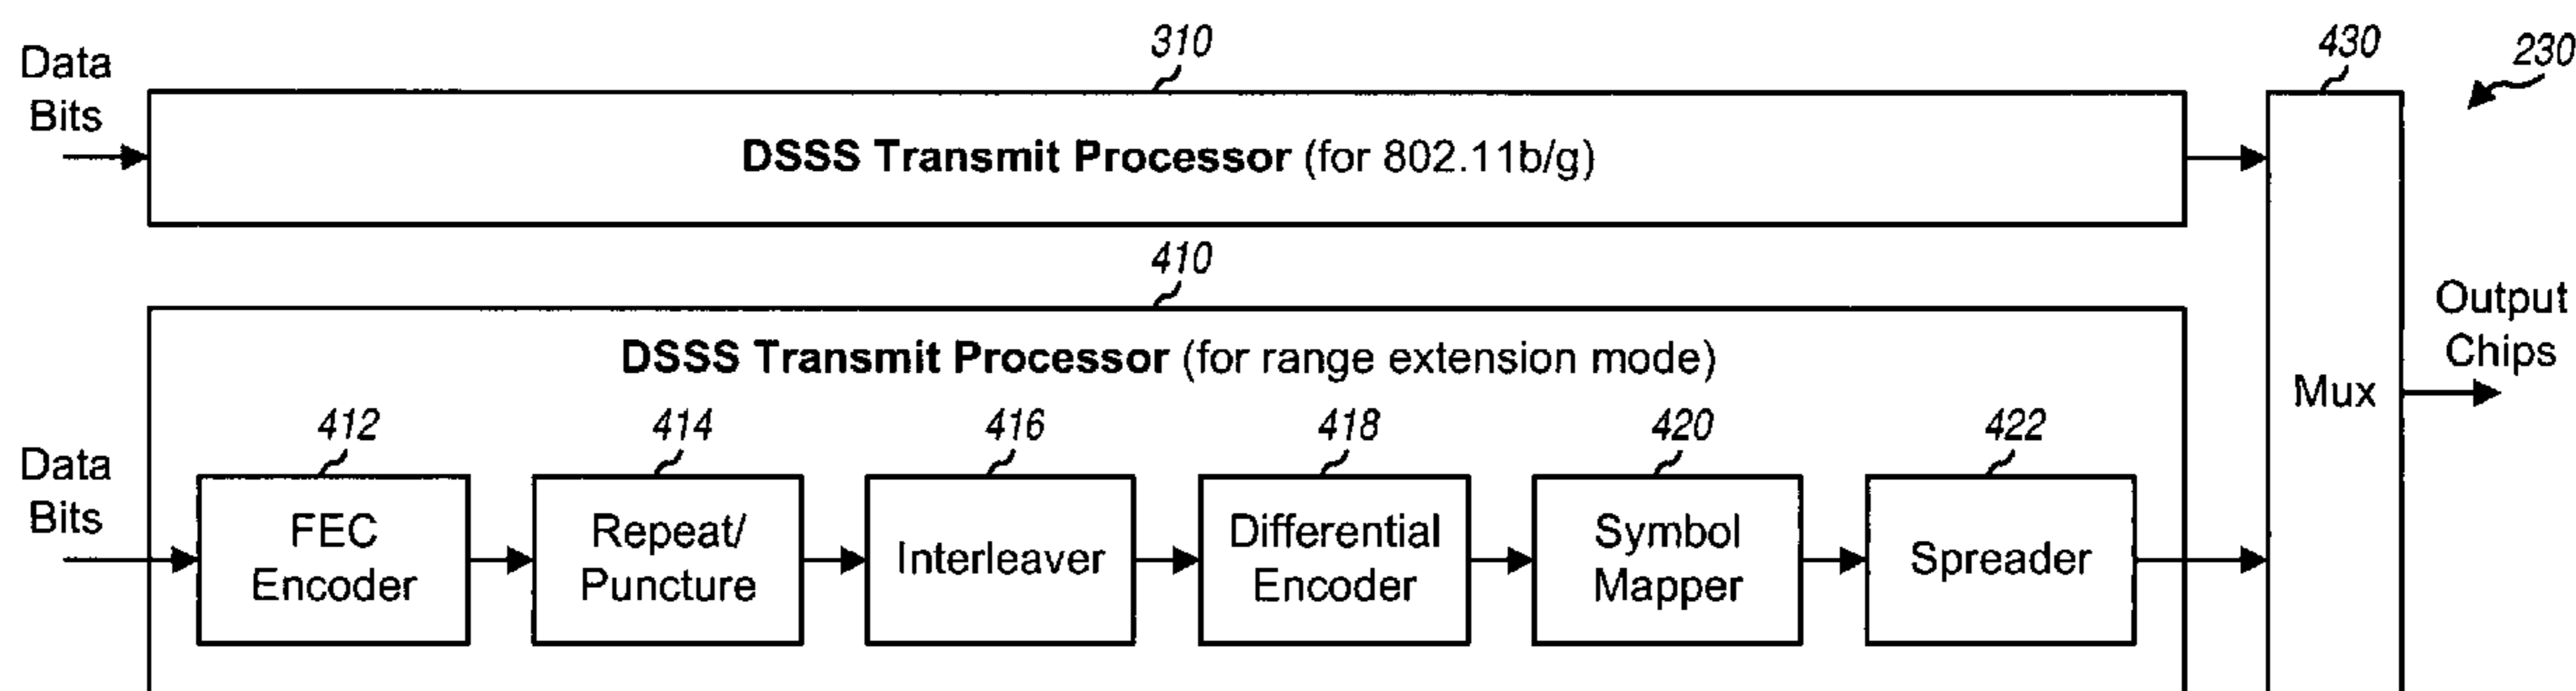 310
430
230
Data
Bits
DSSS Transmit Processor (for 802.11b/g)
410
DSSS Transmit Processor (for range extension mode)
Output
Chips
Mux
412
414
416
418
420
422
Data
Bits
FEC
Encoder
Repeat/
Puncture
Interleaver
Differential
Encoder
Symbol
Mapper
Spreader